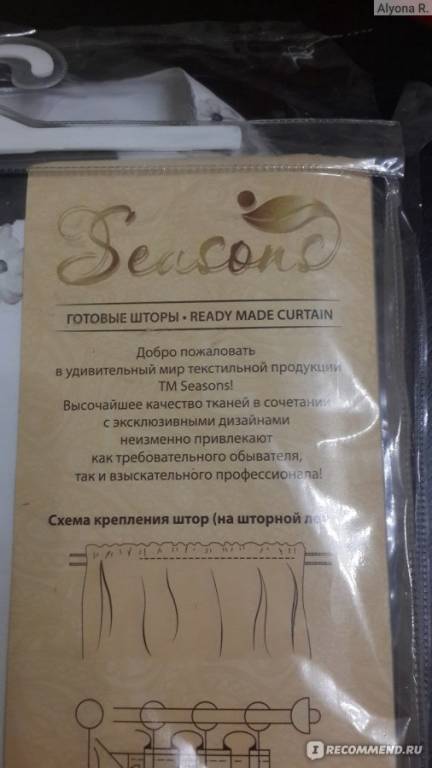 Alyona R.
Seasons
ГОТОВЫЕ ШТОРЫ • READY MADE CURTAIN
Добро пожаловать
в удивительный мир текстильной продукции
ТМ Seasons!
Высочайшее качество тканей в сочетании
с эксклюзивными дизайнами
неизменно привлекают
как требовательного обывателя,
так и взыскательного профессионала!
Схема крепления штор (на шторной
I RECOMMEND.RU